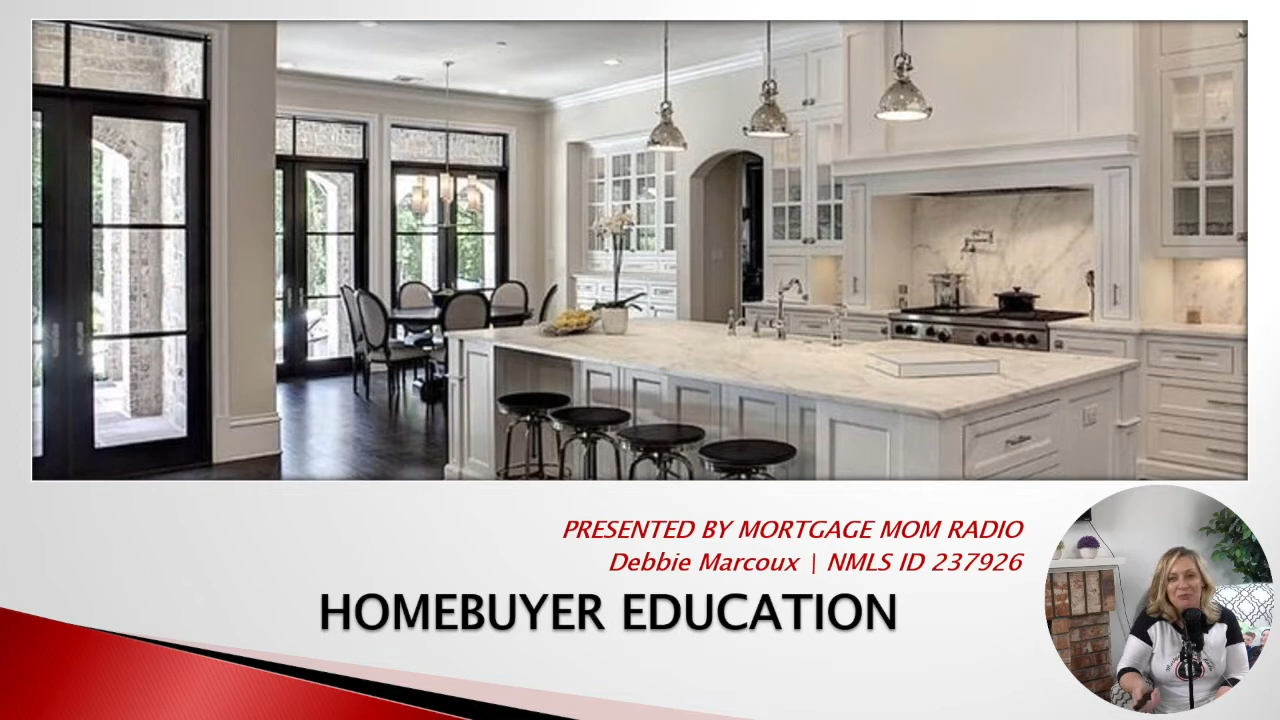 PRESENTED BY MORTGAGE MOM RADIO
Debbie Marcoux | NMLS ID 237926
HOMEBUYER EDUCATION